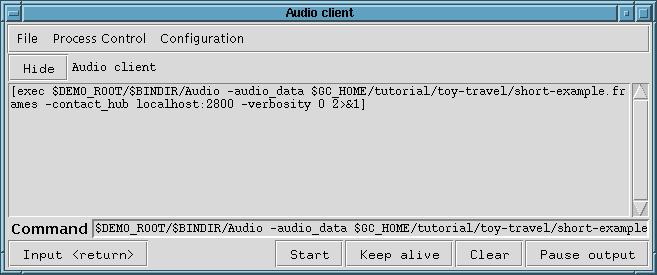 Audio client
File Process Control Configuration
Hide Audio client
[exec $DEMO_ROOT/$BINDIR/Audio -audio_data $GC_HOME/tutorial/toy-travel/short-example.fr
ames -contact_hub localhost:2800 -verbosity 0 2>&1]
Command $DEMO_ROOT/$BINDIR/Audio -audio_data $GC_HOME/tutorial/toy-travel/short-example
Input <return> Start Keep alive Clear Pause output